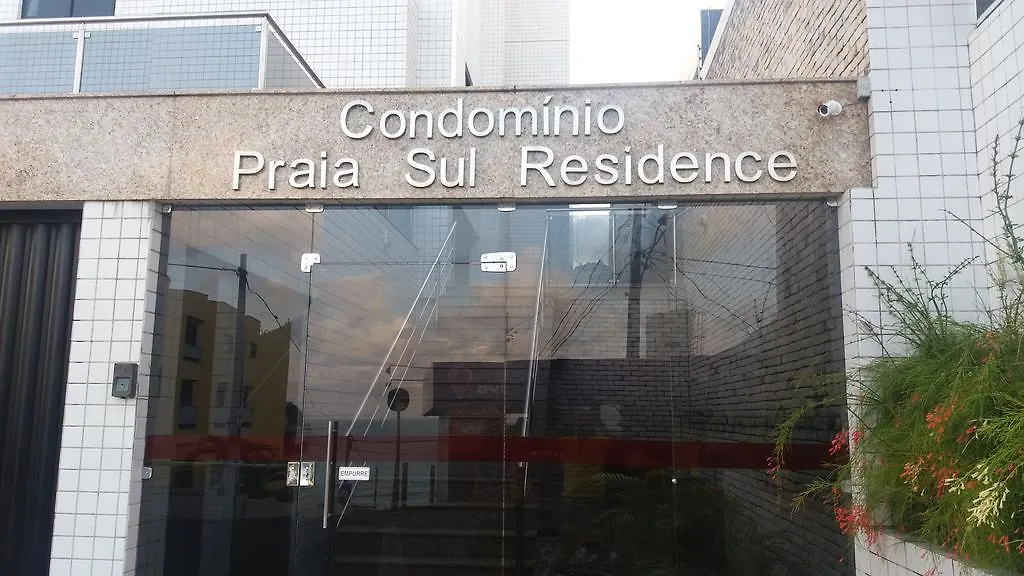 Condomínio
Praia Sul Residence
EMPURRE